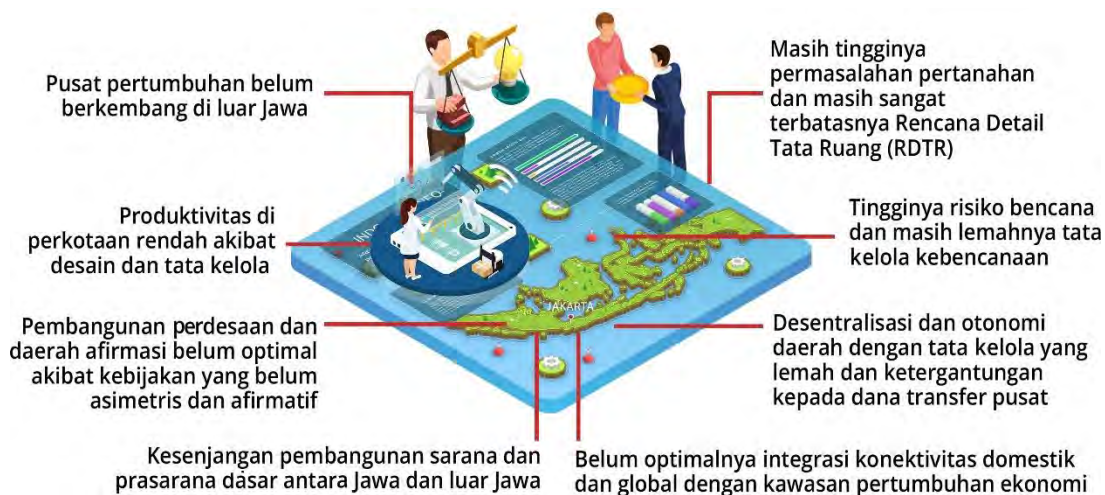 Pusat pertumbuhan belum
berkembang di luar Jawa
Produktivitas di
perkotaan rendah akibat
desain dan tata kelola
Pembangunan perdesaan dan
daerah afirmasi belum optimal
akibat kebijakan yang belum
asimetris dan afirmatif
Kesenjangan pembangunan sarana dan
prasarana dasar antara Jawa dan luar Jawa
Masih tingginya
permasalahan pertanahan
dan masih sangat
terbatasnya Rencana Detail
Tata Ruang (RDTR)
Tingginya risiko bencana
dan masih lemahnya tata
kelola kebencanaan
Desentralisasi dan otonomi
daerah dengan tata kelola yang
lemah dan ketergantungan
kepada dana transfer pusat
Belum optimalnya integrasi konektivitas domestik
dan global dengan kawasan pertumbuhan ekonomi
JAKARTA